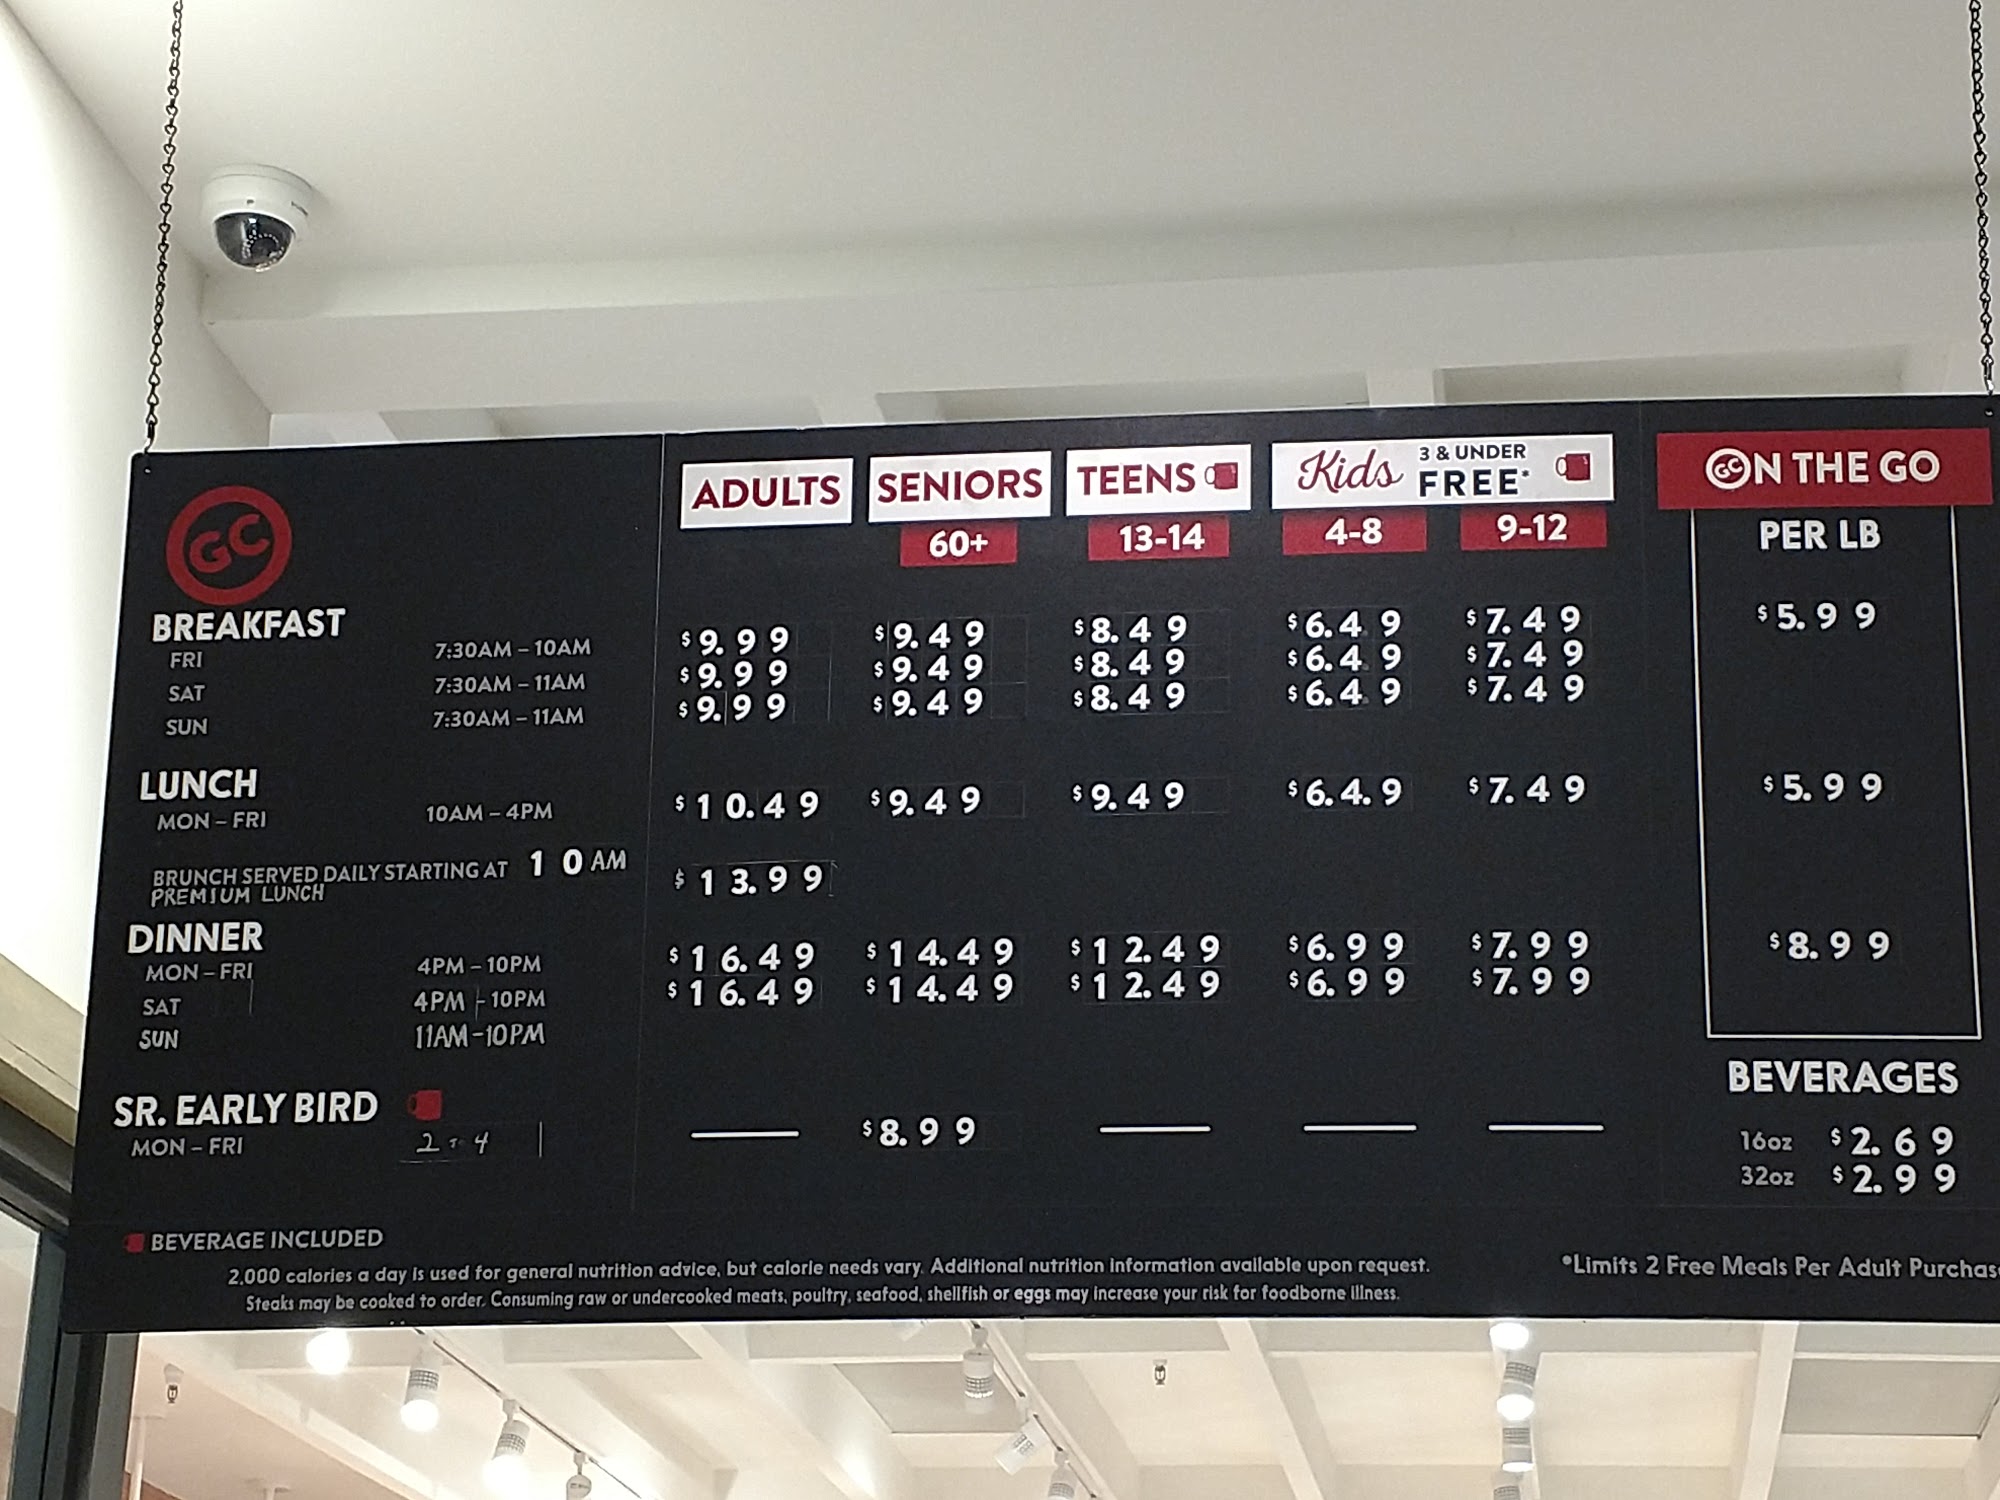 ADULTS SENIORS TEENS Kids 3 & UNDER FREE* GC ON THE GO
60+ 13-14 4-8 9-12 PER LB
GC
BREAKFAST
FRI 7:30AM – 10AM $9.99 $9.49 $8.49 $6.49 $7.49 $5.99
SAT 7:30AM – 11AM $9.99 $9.49 $8.49 $6.49 $7.49
SUN 7:30AM – 11AM $9.99 $9.49 $8.49 $6.49 $7.49
LUNCH
MON – FRI 10AM – 4PM $10.49 $9.49 $9.49 $6.4.9 $7.49 $5.99
BRUNCH SERVED DAILY STARTING AT 10 AM $13.99
PREMIUM LUNCH
DINNER
MON – FRI 4PM – 10PM $16.49 $14.49 $12.49 $6.99 $7.99 $8.99
SAT 4PM – 10PM $16.49 $14.49 $12.49 $6.99 $7.99
SUN 11AM – 10PM
BEVERAGES
SR. EARLY BIRD
MON – FRI 2 - 4 $8.99
16oz $2.69
32oz $2.99
BEVERAGE INCLUDED
2,000 calories a day is used for general nutrition advice, but calorie needs vary. Additional nutrition information available upon request.
Steaks may be cooked to order. Consuming raw or undercooked meats, poultry, seafood, shellfish or eggs may increase your risk for foodborne illness.
*Limits 2 Free Meals Per Adult Purchas